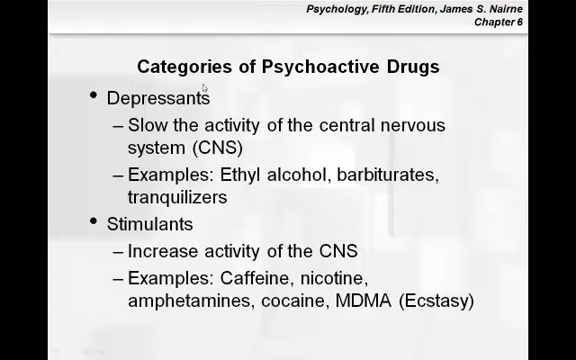 Psychology, Fifth Edition, James S. Nairne
Chapter 6
Categories of Psychoactive Drugs
• Depressants
– Slow the activity of the central nervous
system (CNS)
– Examples: Ethyl alcohol, barbiturates,
tranquilizers
• Stimulants
– Increase activity of the CNS
– Examples: Caffeine, nicotine,
amphetamines, cocaine, MDMA (Ecstasy)